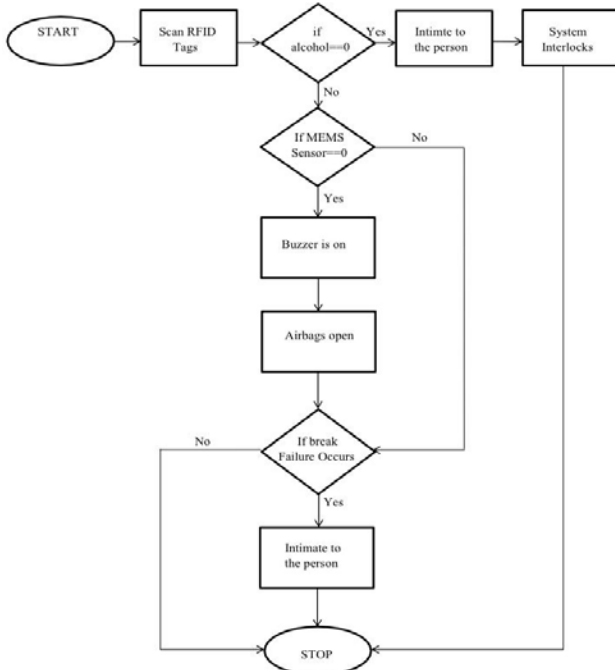 START
Scan RFID
Tags
if
alcohol==0
Yes
Intimte to
the person
System
Interlocks
No
If MEMS
Sensor==0
No
Yes
Buzzer is on
Airbags open
If break
Failure Occurs
No
Yes
Intimate to
the person
STOP